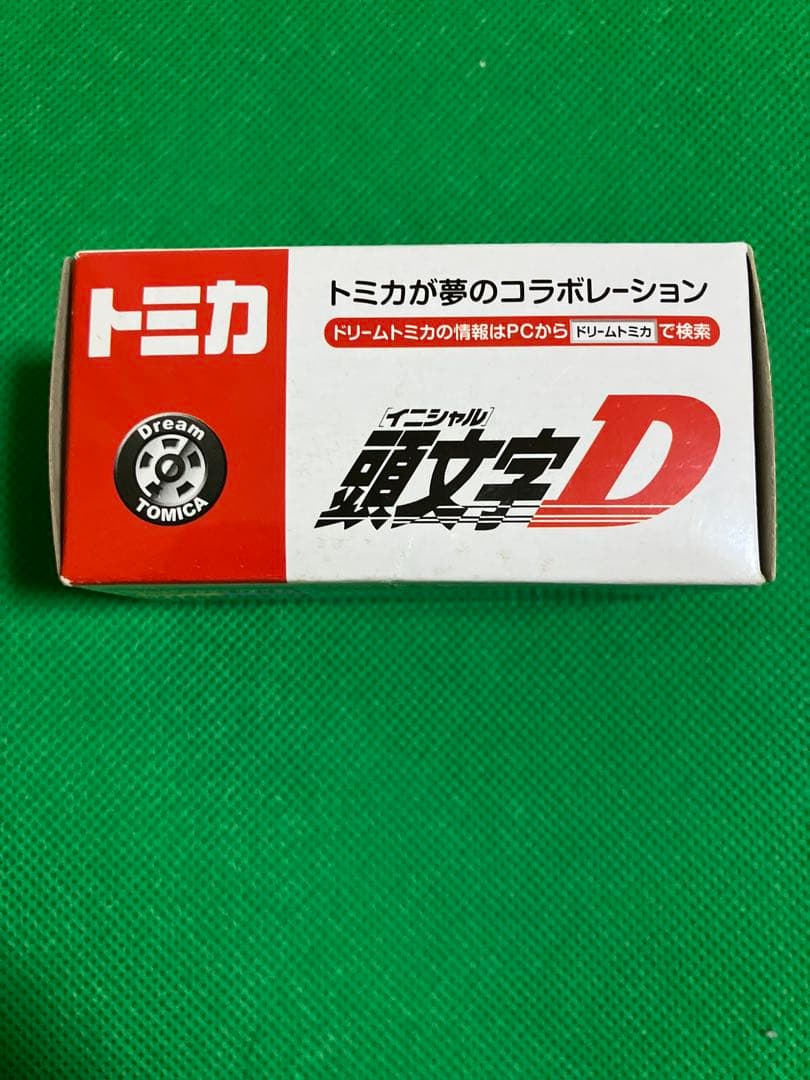 トミカ
Dream
TOMICA
トミカが夢のコラボレーション
ドリームトミカの情報はPCから ドリームトミカ で検索
[イニシャル]
頭文字D